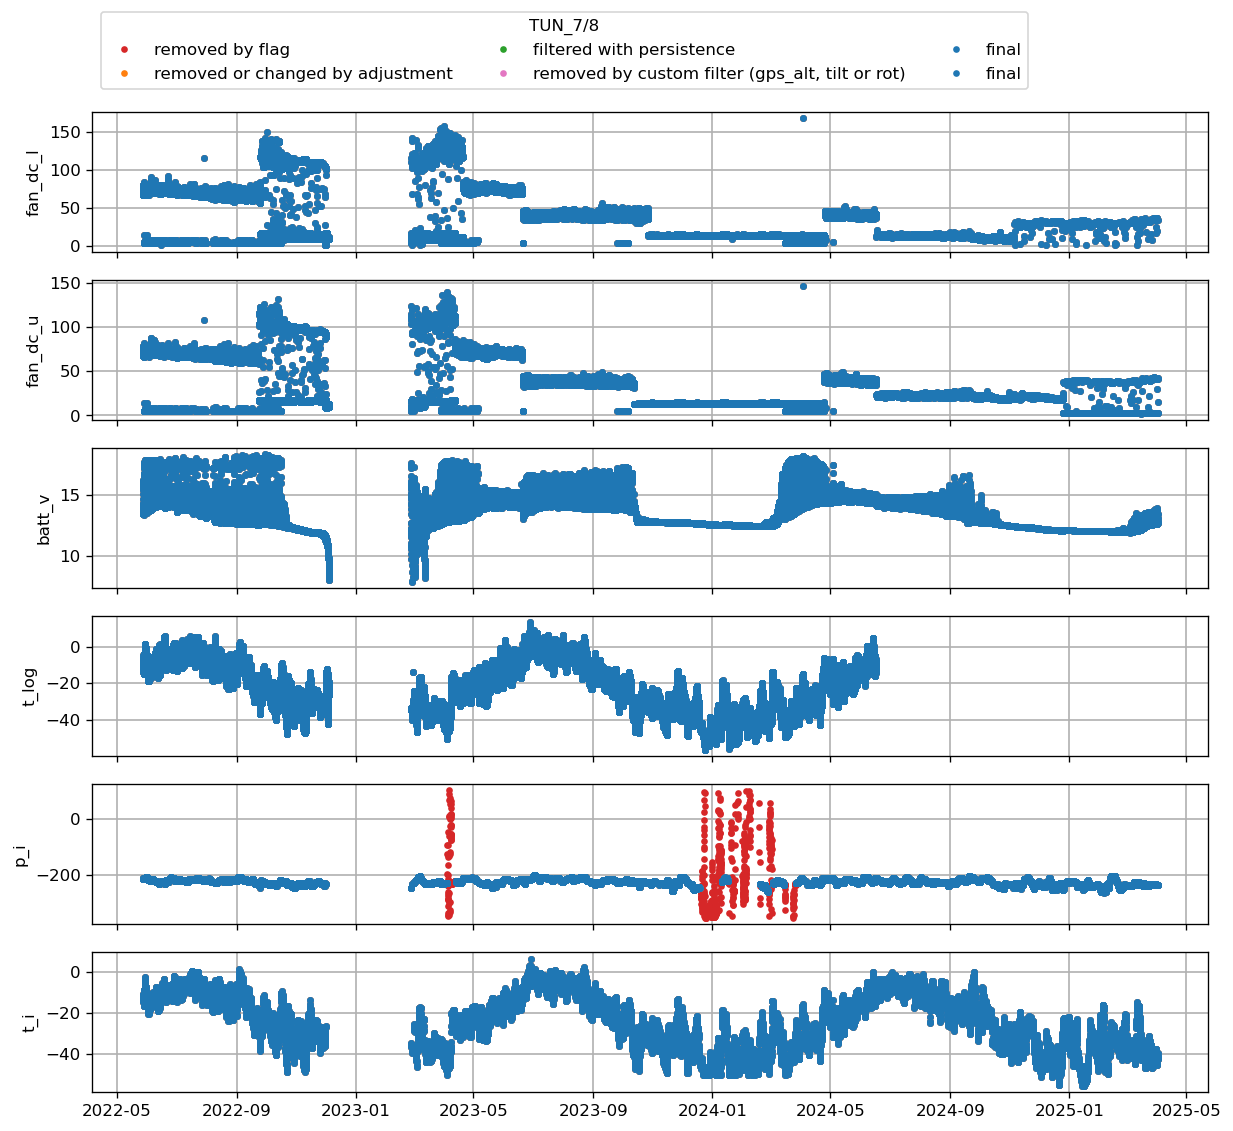 TUN_7/8
removed by flag
filtered with persistence
final
removed or changed by adjustment
removed by custom filter (gps_alt, tilt or rot)
final
fan_dc_l
150
100
50
0
fan_dc_u
150
100
50
0
batt_v
15
10
t_log
0
−20
−40
p_i
0
−200
t_i
0
−20
−40
2022-05
2022-09
2023-01
2023-05
2023-09
2024-01
2024-05
2024-09
2025-01
2025-05